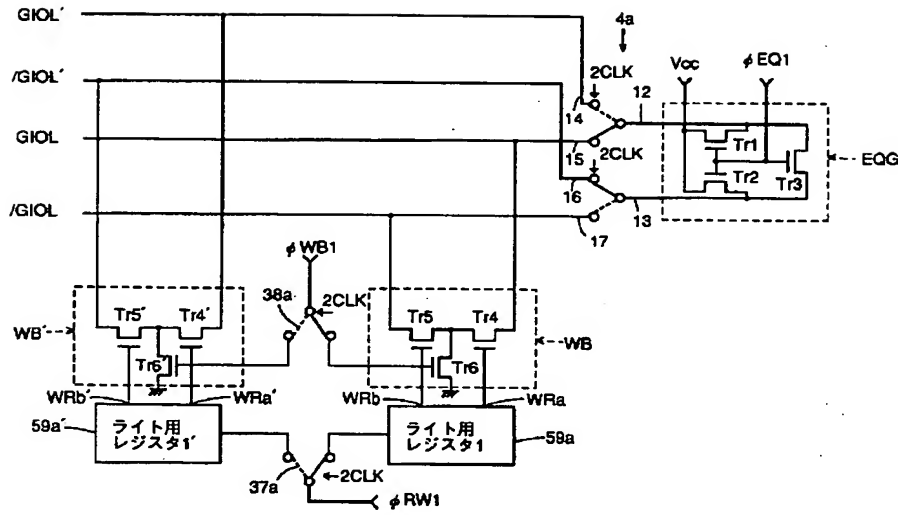 GIOL'
4a
/GIOL'
2CLK
Vcc
φEQ1
12
14
GIOL
15
2CLK
Tr1
EQG
Tr2
Tr3
16
/GIOL
13
17
φWB1
38a
2CLK
Tr5'
Tr4'
Tr5
Tr4
WB'
WB
Tr6'
Tr6
WRb'
WRa'
WRb
WRa
59a'
ライト用
レジスタ1'
ライト用
レジスタ1
59a
37a
2CLK
φRW1